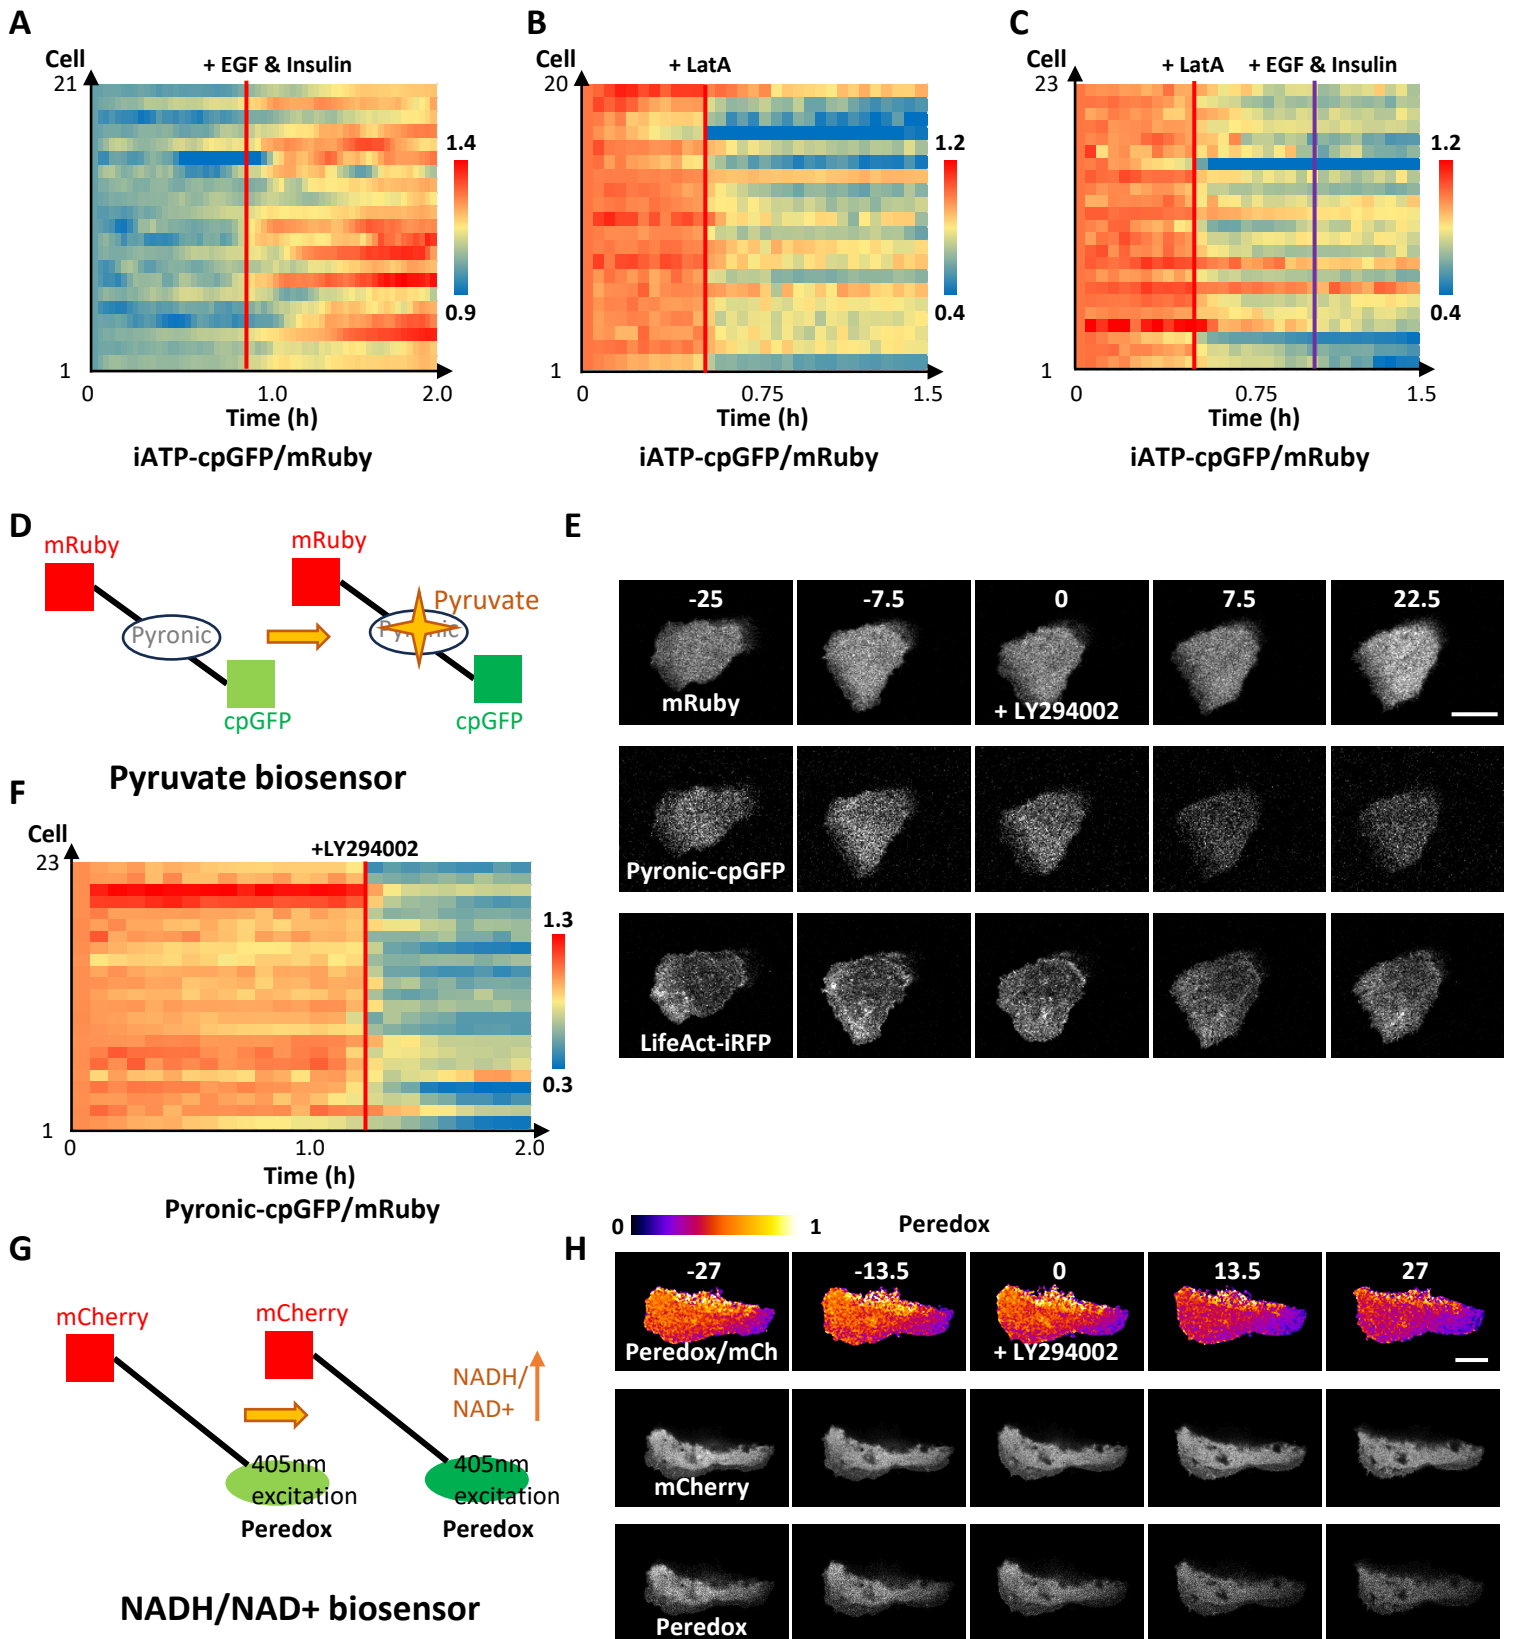 A
Cell
+ EGF & Insulin
21
1.4
0.9
1
0
1.0
2.0
Time (h)
iATP-cpGFP/mRuby
B
Cell
+ LatA
20
1.2
0.4
1
0
0.75
1.5
Time (h)
iATP-cpGFP/mRuby
C
Cell
+ LatA
+ EGF & Insulin
23
1.2
0.4
1
0
0.75
1.5
Time (h)
iATP-cpGFP/mRuby
D
mRuby
Pyronic
cpGFP
mRuby
Pyruvate
Pyronic
cpGFP
Pyruvate biosensor
E
-25
-7.5
0
7.5
22.5
mRuby
+ LY294002
Pyronic-cpGFP
LifeAct-iRFP
F
Cell
+LY294002
23
1.3
0.3
1
0
1.0
2.0
Time (h)
Pyronic-cpGFP/mRuby
G
mCherry
405nm
excitation
Peredox
mCherry
NADH/
NAD+
405nm
excitation
Peredox
NADH/NAD+ biosensor
H
0
1
Peredox
-27
-13.5
0
13.5
27
Peredox/mCh
+ LY294002
mCherry
Peredox